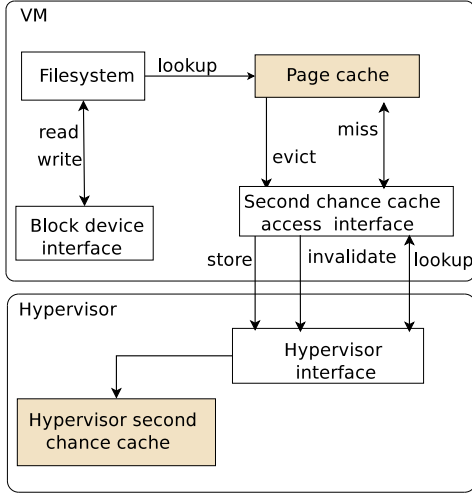 VM
Filesystem
lookup
Page cache
read
write
evict
miss
Block device
interface
Second chance cache
access interface
store
invalidate
lookup
Hypervisor
Hypervisor
interface
Hypervisor second
chance cache